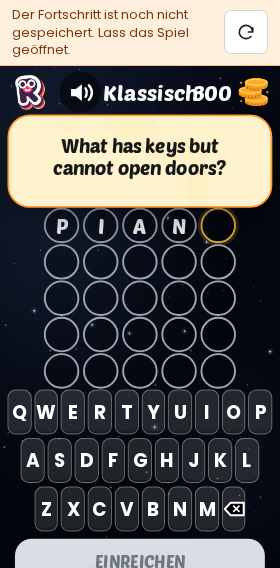 Der Fortschritt ist noch nicht
gespeichert. Lass das Spiel
geöffnet.
R Klassisch 800
What has keys but
cannot open doors?
P I A N
Q W E R T Y U I O P
A S D F G H J K L
Z X C V B N M
EINREICHEN